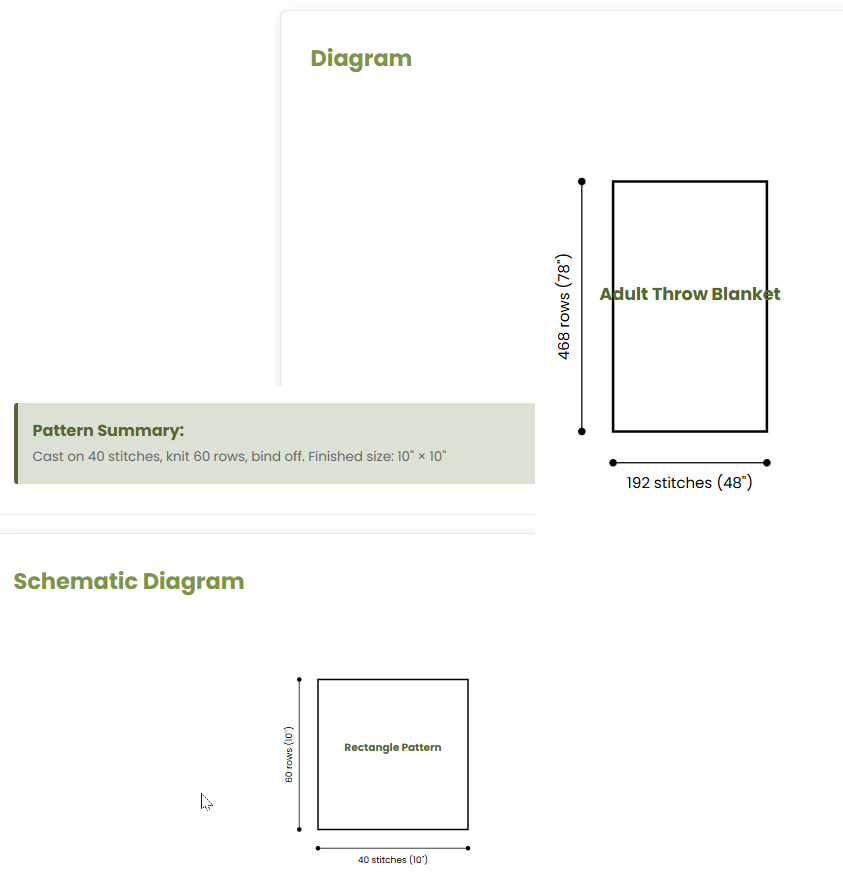 Diagram
468 rows (78")
Adult Throw Blanket
192 stitches (48")
Pattern Summary:
Cast on 40 stitches, knit 60 rows, bind off. Finished size: 10" × 10"
Schematic Diagram
60 rows (10")
Rectangle Pattern
40 stitches (10")